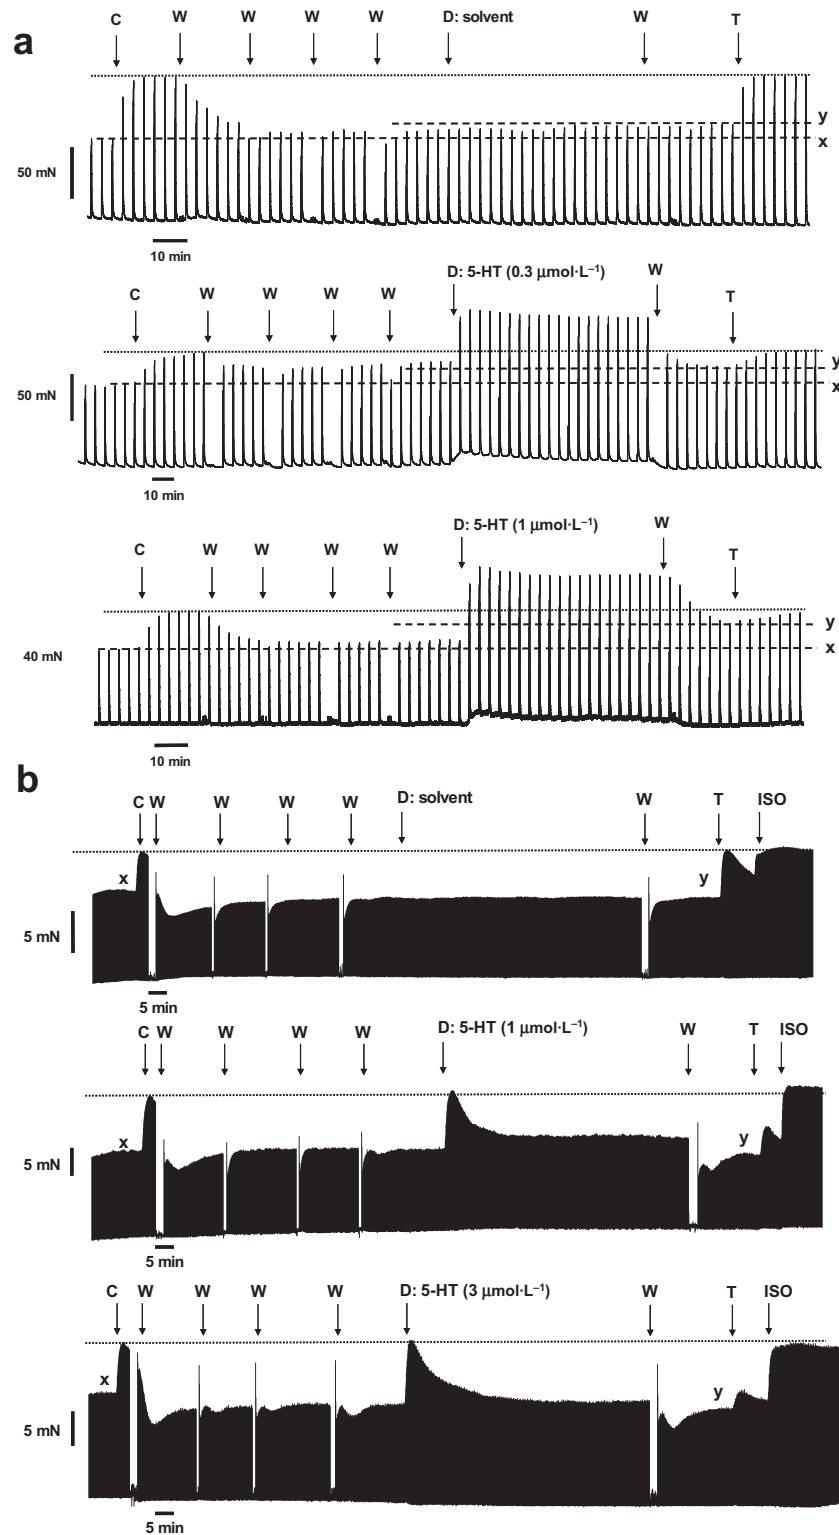 a
C W W W W D: solvent W T
y
x
50 mN
10 min
D: 5-HT (0.3 μmol·L⁻¹)
C W W W W W T
y
x
50 mN
10 min
D: 5-HT (1 μmol·L⁻¹)
C W W W W W T
y
x
40 mN
10 min
b
C W W W W D: solvent W T ISO
x y
5 mN
5 min
C W W W W D: 5-HT (1 μmol·L⁻¹) W T ISO
x y
5 mN
5 min
C W W W W D: 5-HT (3 μmol·L⁻¹) W T ISO
x y
5 mN
5 min